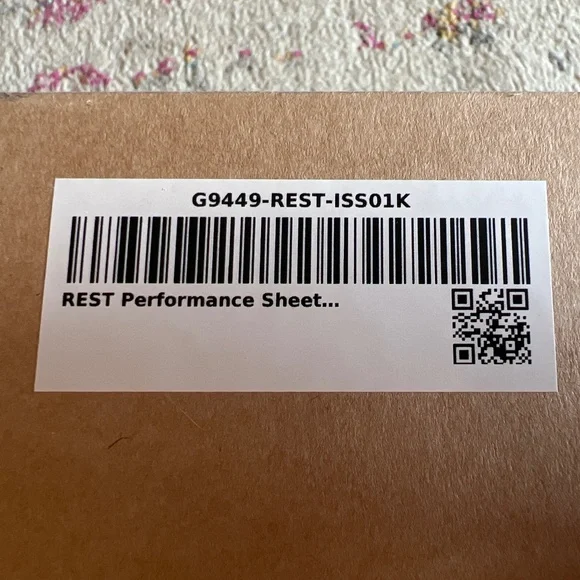 G9449-REST-ISS01K
REST Performance Sheet...